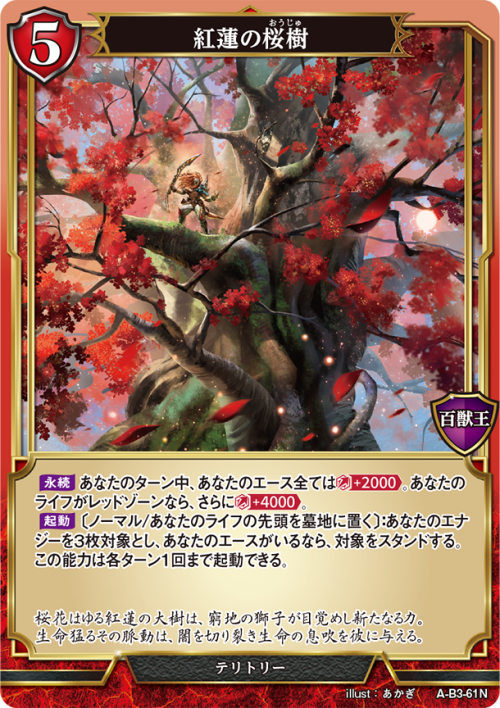 5
おうじゅ
紅蓮の桜樹
百獣王
永続 あなたのターン中、あなたのエース全ては+2000。あなたの
ライフがレッドゾーンなら、さらに+4000。
起動 〔ノーマル/あなたのライフの先頭を墓地に置く〕:あなたのエナ
ジーを3枚対象とし、あなたのエースがいるなら、対象をスタンドする。
この能力は各ターン1回まで起動できる。
桜花はゆる紅蓮の大樹は、窮地の獅子が目覚めし新たなる力。
生命猛るその脈動は、闇を切り裂き生命の息吹を彼に与える。
テリトリー
illust:あかぎ A-B3-61N